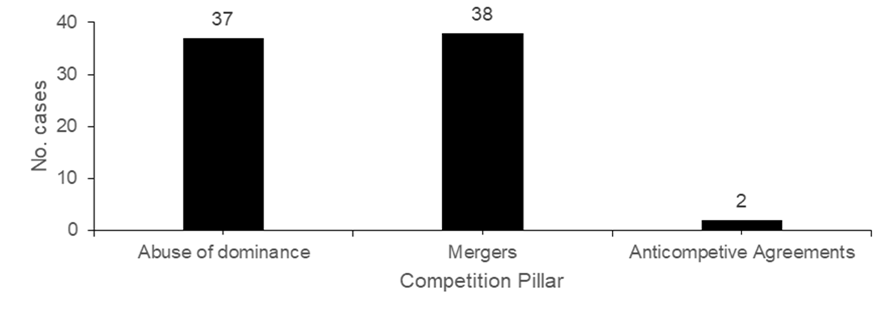 37
38
2
40
30
20
10
0
No. cases
Abuse of dominance
Mergers
Anticompetive Agreements
Competition Pillar